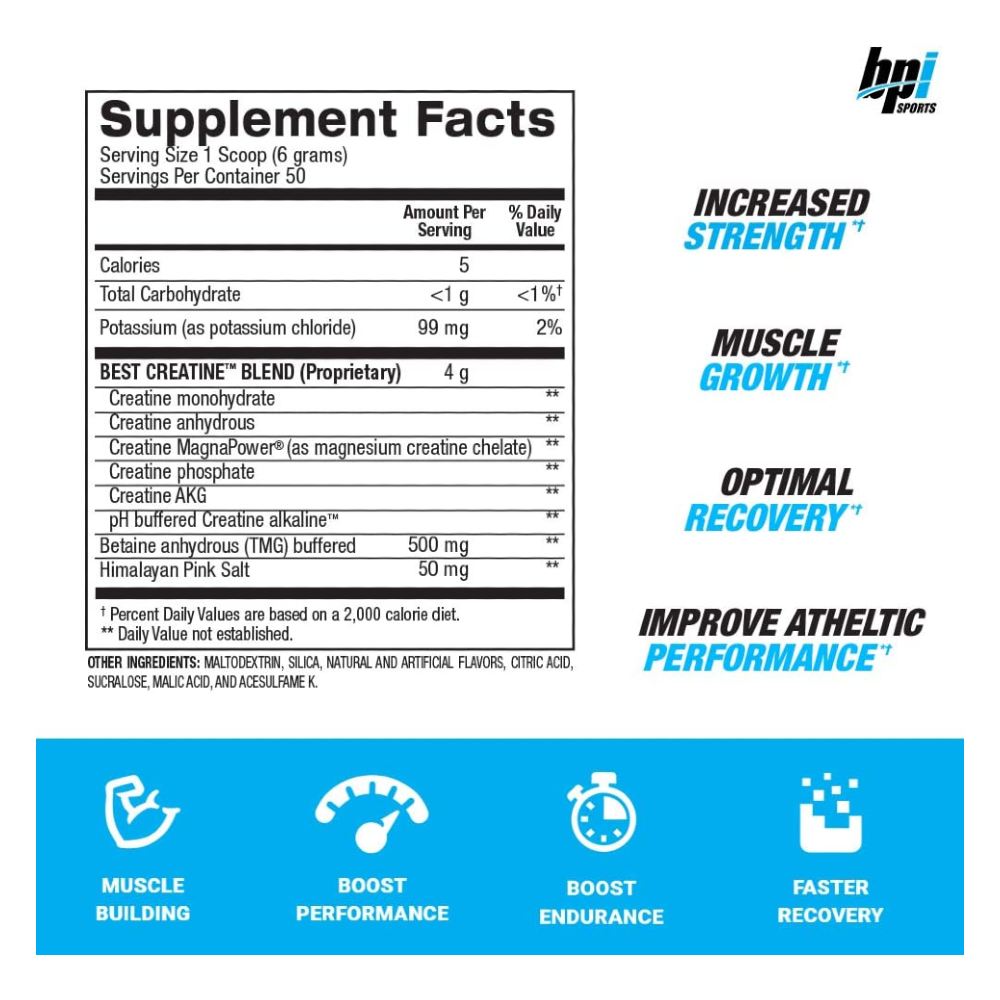 bpi
SPORTS
Supplement Facts
Serving Size 1 Scoop (6 grams)
Servings Per Container 50
Amount Per Serving % Daily Value
Calories 5
Total Carbohydrate <1 g <1%†
Potassium (as potassium chloride) 99 mg 2%
BEST CREATINE™ BLEND (Proprietary) 4 g
Creatine monohydrate **
Creatine anhydrous **
Creatine MagnaPower® (as magnesium creatine chelate) **
Creatine phosphate **
Creatine AKG **
pH buffered Creatine alkaline™ **
Betaine anhydrous (TMG) buffered 500 mg **
Himalayan Pink Salt 50 mg **
† Percent Daily Values are based on a 2,000 calorie diet.
** Daily Value not established.
OTHER INGREDIENTS: MALTODEXTRIN, SILICA, NATURAL AND ARTIFICIAL FLAVORS, CITRIC ACID,
SUCRALOSE, MALIC ACID, AND ACESULFAME K.
INCREASED
STRENGTH *†
MUSCLE
GROWTH *†
OPTIMAL
RECOVERY *†
IMPROVE ATHELTIC
PERFORMANCE *†
MUSCLE
BUILDING
BOOST
PERFORMANCE
BOOST
ENDURANCE
FASTER
RECOVERY